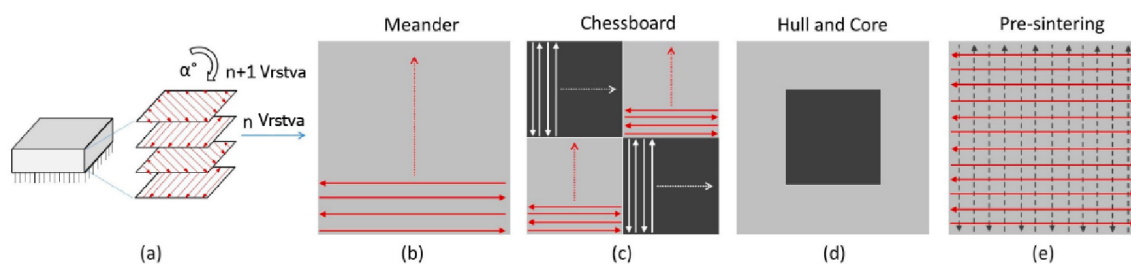 Meander
Chessboard
Hull and Core
Pre-sintering
α°
n+1 Vrstva
n Vrstva
(a)
(b)
(c)
(d)
(e)